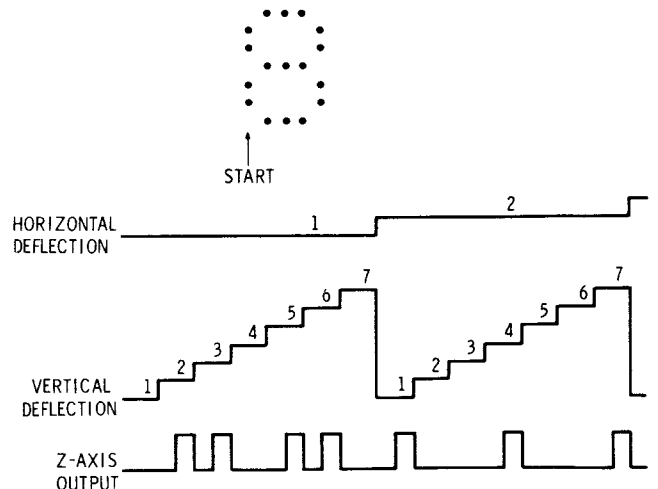 START
HORIZONTAL
DEFLECTION
1
2
VERTICAL
DEFLECTION
1 2 3 4 5 6 7 1 2 3 4 5 6 7
Z-AXIS
OUTPUT